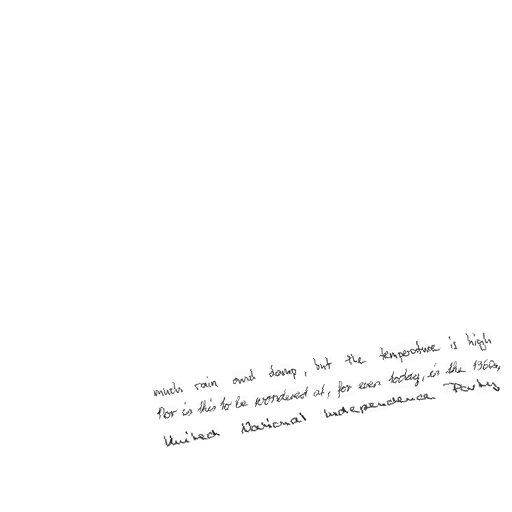 much rain and damp, but the temperature is high
Nor is this to be wondered at, for even today, in the 1960s,
United National Independence Party